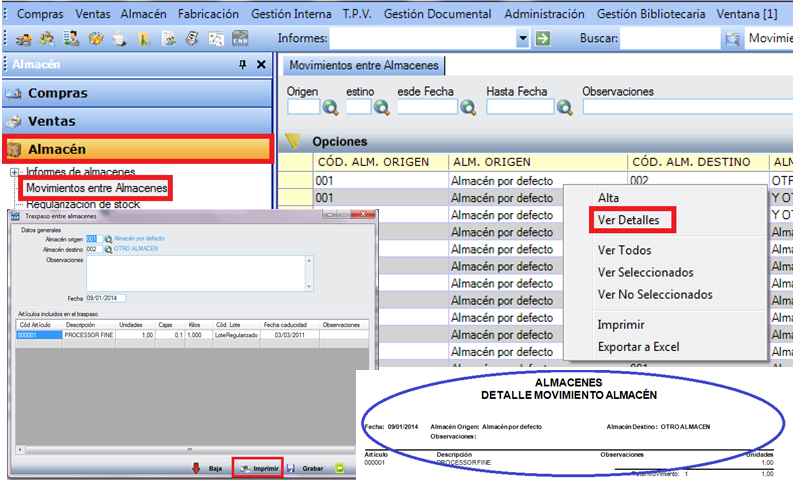 Compras Ventas Almacén Fabricación Gestión Interna T.P.V. Gestión Documental Administración Gestión Bibliotecaria Ventana [1]
Informes: Buscar: Movimie
Almacén
Compras
Ventas
Almacén
Informes de almacenes
Movimientos entre Almacenes
Regularización de stock
Movimientos entre Almacenes
Origen estino esde Fecha Hasta Fecha Observaciones
Opciones
CÓD. ALM. ORIGEN ALM. ORIGEN CÓD. ALM. DESTINO ALM
001 Almacén por defecto 002 OTF
001 Almacén por defecto Y OT
Almacén por defecto Y OT
Almacén por defecto Alma
Almacén por defecto Alma
Almacén por defecto Alma
Almacén por defecto Alma
Almacén por defecto Alma
Almacén por defecto Alma
Almacén por defecto Alma
Almacén por defecto Alma
Almacén por defecto 001 Alma
Alta
Ver Detalles
Ver Todos
Ver Seleccionados
Ver No Seleccionados
Imprimir
Exportar a Excel
Traspaso entre almacenes
Datos generales
Almacén origen 001 Almacén por defecto
Almacén destino 002 OTRO ALMACEN
Observaciones
Fecha 09/01/2014
Artículos incluidos en el traspaso
Cód Artículo Descripción Unidades Cajas Kilos Cód. Lote Fecha caducidad Observaciones
000001 PROCESSOR FINE 1,00 0,1 1,000 LoteRegularizado 03/03/2011
Baja Imprimir Grabar
ALMACENES
DETALLE MOVIMIENTO ALMACÉN
Fecha: 09/01/2014 Almacén Origen: Almacén por defecto Almacén Destino: OTRO ALMACEN
Observaciones:
Artículo Descripción Observaciones Unidades
000001 PROCESSOR FINE 1,00
Total Movimiento: 1 1,00